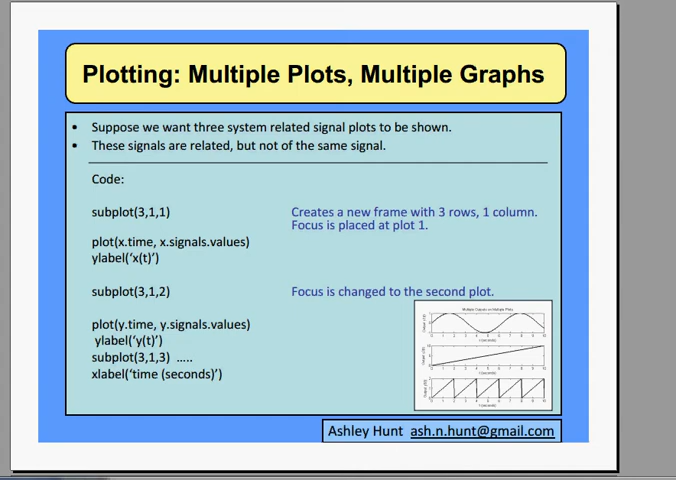 Plotting: Multiple Plots, Multiple Graphs
• Suppose we want three system related signal plots to be shown.
• These signals are related, but not of the same signal.
Code:
subplot(3,1,1)
Creates a new frame with 3 rows, 1 column.
Focus is placed at plot 1.
plot(x.time, x.signals.values)
ylabel(‘x(t)’)
subplot(3,1,2)
Focus is changed to the second plot.
plot(y.time, y.signals.values)
ylabel(‘y(t)’)
subplot(3,1,3) .....
xlabel(‘time (seconds)’)
Ashley Hunt ash.n.hunt@gmail.com